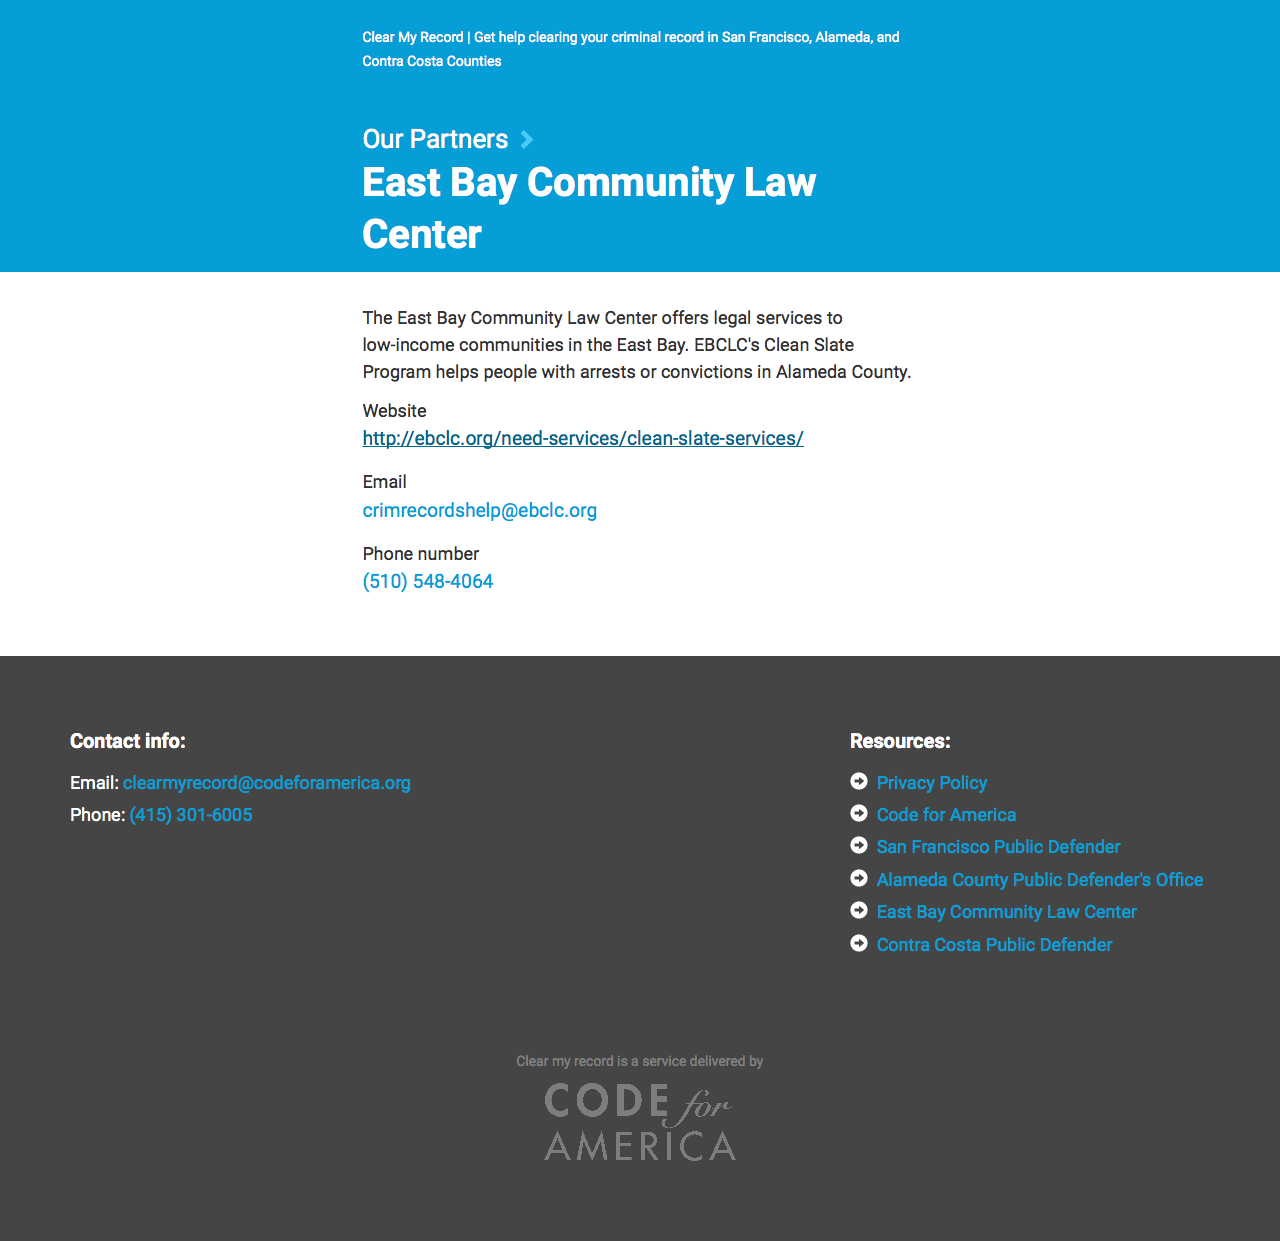 Clear My Record | Get help clearing your criminal record in San Francisco, Alameda, and
Contra Costa Counties
Our Partners
East Bay Community Law
Center
The East Bay Community Law Center offers legal services to
low-income communities in the East Bay. EBCLC's Clean Slate
Program helps people with arrests or convictions in Alameda County.
Website
http://ebclc.org/need-services/clean-slate-services/
Email
crimrecordshelp@ebclc.org
Phone number
(510) 548-4064
Contact info:
Email: clearmyrecord@codeforamerica.org
Phone: (415) 301-6005
Resources:
Privacy Policy
Code for America
San Francisco Public Defender
Alameda County Public Defender's Office
East Bay Community Law Center
Contra Costa Public Defender
Clear my record is a service delivered by
CODE for
AMERICA